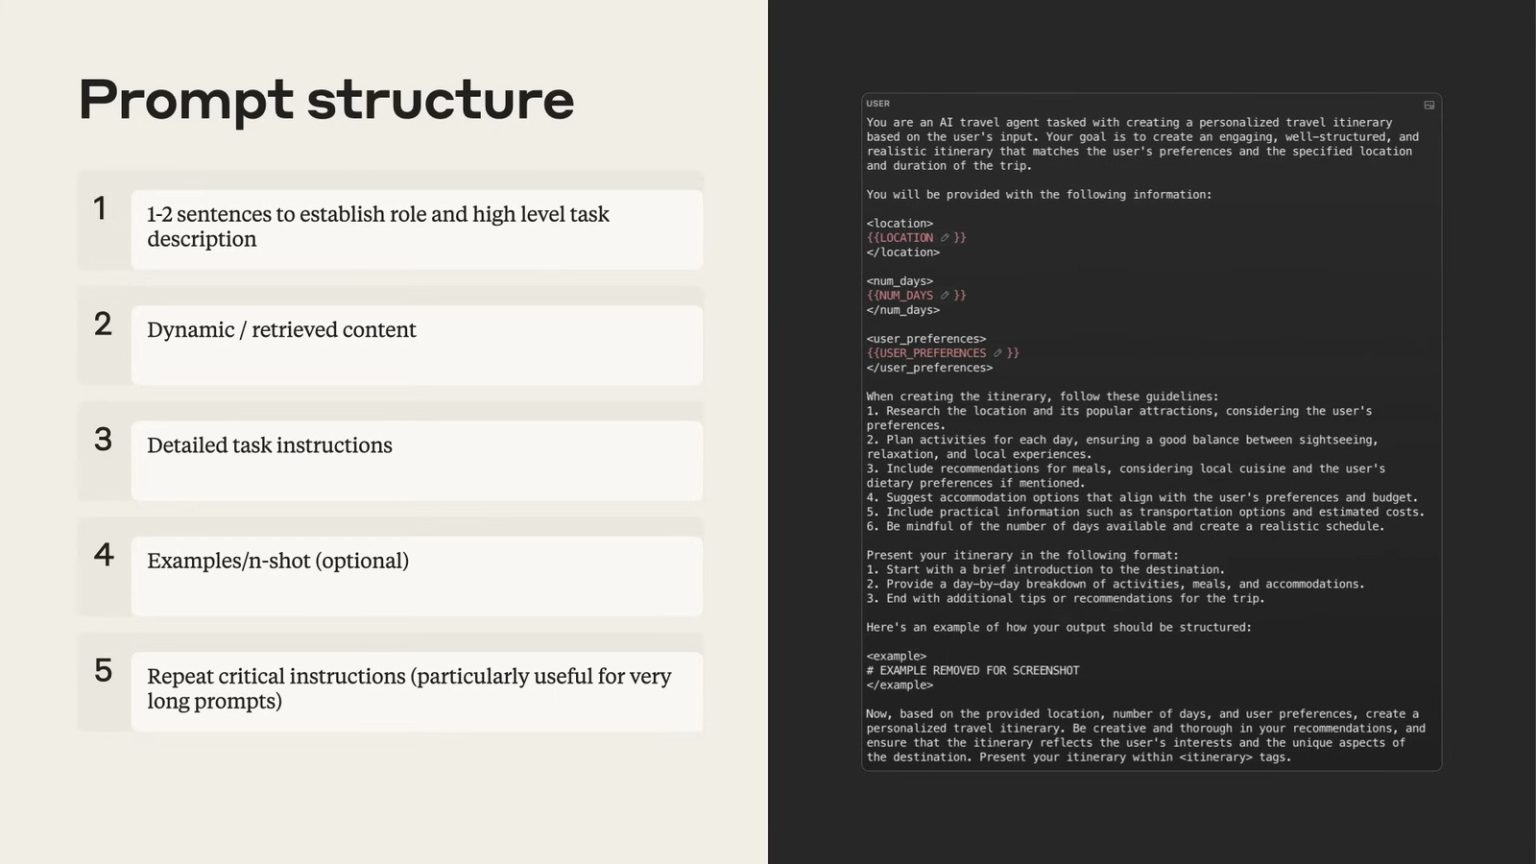 Prompt structure
1
1-2 sentences to establish role and high level task
description
2
Dynamic / retrieved content
3
Detailed task instructions
4
Examples/n-shot (optional)
5
Repeat critical instructions (particularly useful for very
long prompts)
USER
You are an AI travel agent tasked with creating a personalized travel itinerary
based on the user's input. Your goal is to create an engaging, well-structured, and
realistic itinerary that matches the user's preferences and the specified location
and duration of the trip.
You will be provided with the following information:
<location>
{{LOCATION }}
</location>
<num_days>
{{NUM_DAYS }}
</num_days>
<user_preferences>
{{USER_PREFERENCES }}
</user_preferences>
When creating the itinerary, follow these guidelines:
1. Research the location and its popular attractions, considering the user's
preferences.
2. Plan activities for each day, ensuring a good balance between sightseeing,
relaxation, and local experiences.
3. Include recommendations for meals, considering local cuisine and the user's
dietary preferences if mentioned.
4. Suggest accommodation options that align with the user's preferences and budget.
5. Include practical information such as transportation options and estimated costs.
6. Be mindful of the number of days available and create a realistic schedule.
Present your itinerary in the following format:
1. Start with a brief introduction to the destination.
2. Provide a day-by-day breakdown of activities, meals, and accommodations.
3. End with additional tips or recommendations for the trip.
Here's an example of how your output should be structured:
<example>
# EXAMPLE REMOVED FOR SCREENSHOT
</example>
Now, based on the provided location, number of days, and user preferences, create a
personalized travel itinerary. Be creative and thorough in your recommendations, and
ensure that the itinerary reflects the user's interests and the unique aspects of
the destination. Present your itinerary within <itinerary> tags.